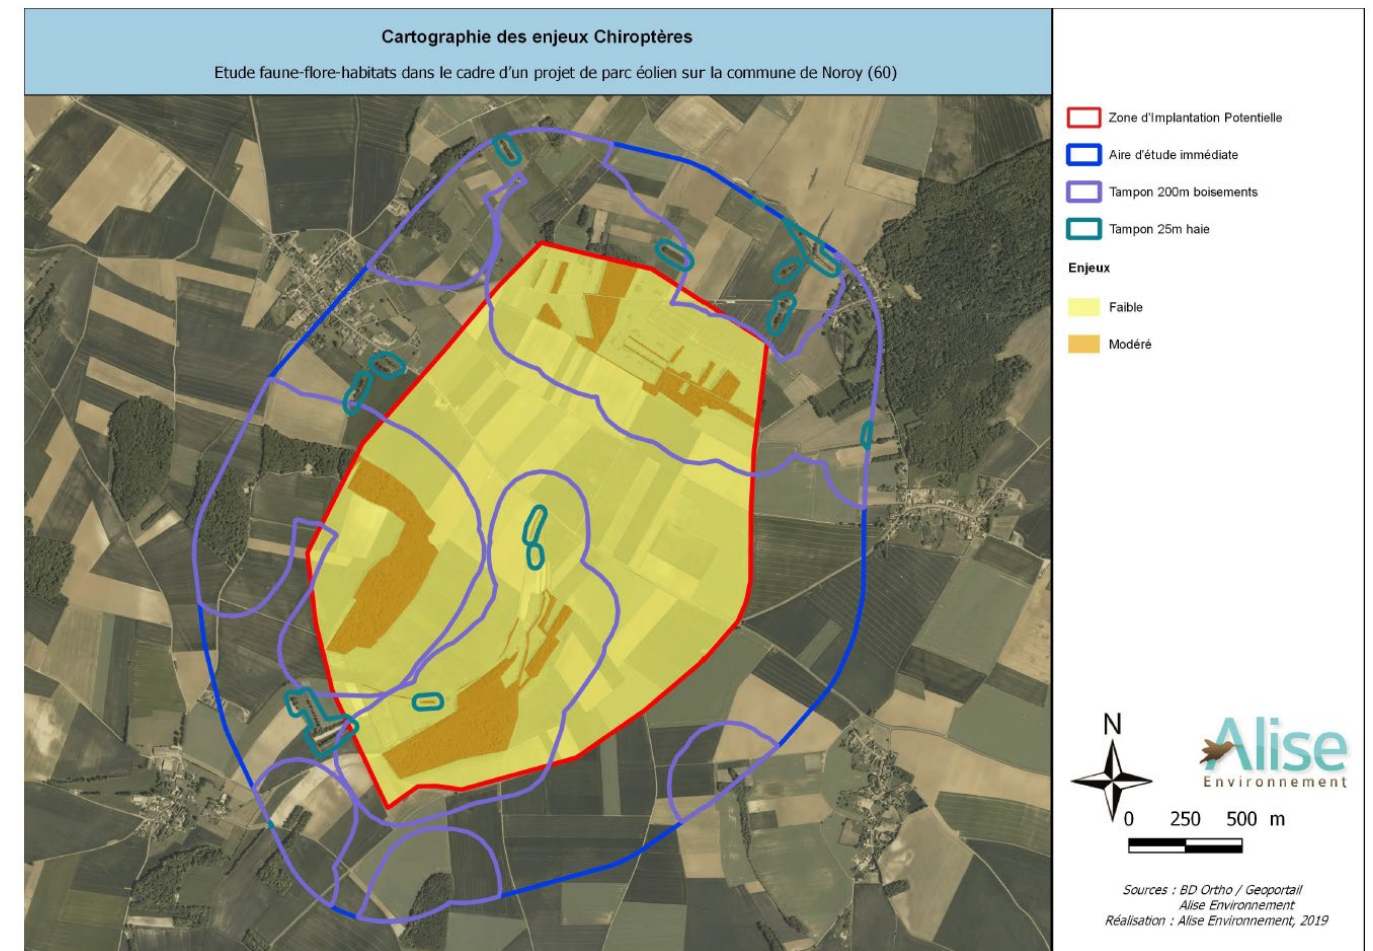 Cartographie des enjeux Chiroptères
Etude faune-flore-habitats dans le cadre d'un projet de parc éolien sur la commune de Noroy (60)
Zone d'Implantation Potentielle
Aire d'étude immédiate
Tampon 200m boisements
Tampon 25m haie
Enjeux
Faible
Modéré
N
Alise
Environnement
0 250 500 m
Sources : BD Ortho / Geoportail
Alise Environnement
Réalisation : Alise Environnement, 2019